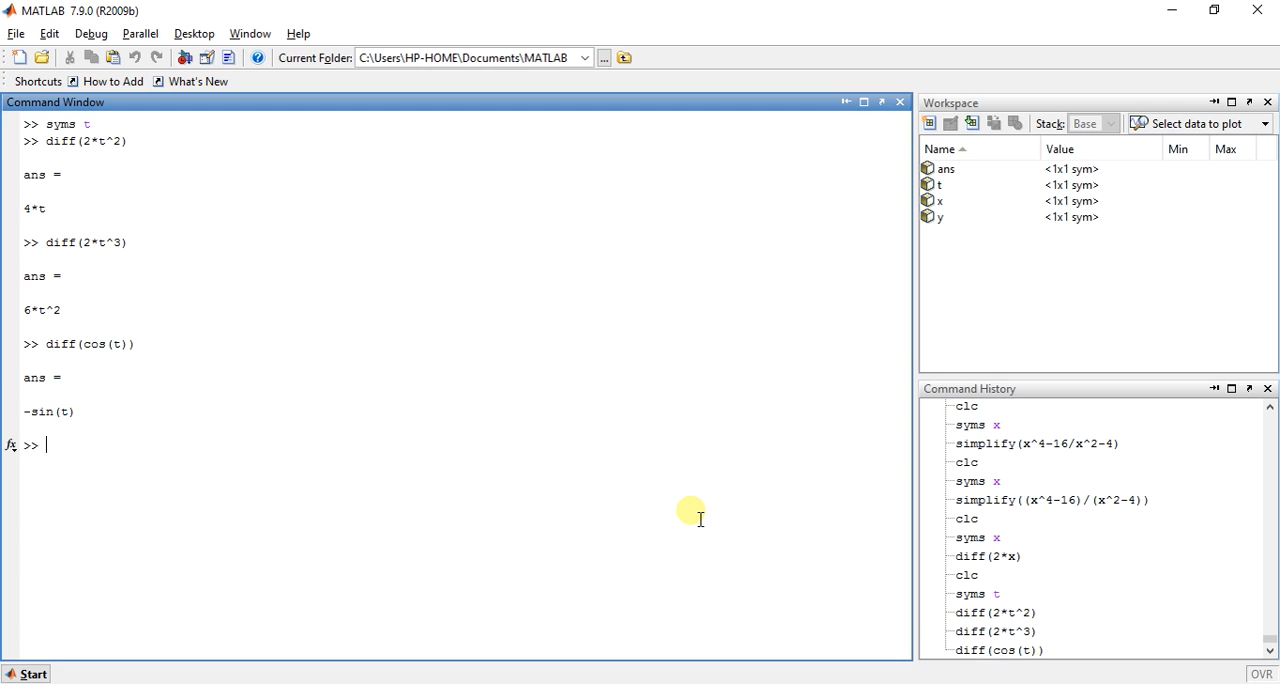 MATLAB 7.9.0 (R2009b)
File Edit Debug Parallel Desktop Window Help
Current Folder: C:\Users\HP-HOME\Documents\MATLAB ...
Shortcuts How to Add What's New
Command Window
>> syms t
>> diff(2*t^2)
ans =
4*t
>> diff(2*t^3)
ans =
6*t^2
>> diff(cos(t))
ans =
-sin(t)
fx >>
Workspace
Stack: Base Select data to plot
Name Value Min Max
ans <1x1 sym>
t <1x1 sym>
x <1x1 sym>
y <1x1 sym>
Command History
clc
syms x
simplify(x^4-16/x^2-4)
clc
syms x
simplify((x^4-16)/(x^2-4))
clc
syms x
diff(2*x)
clc
syms t
diff(2*t^2)
diff(2*t^3)
diff(cos(t))
Start
OVR